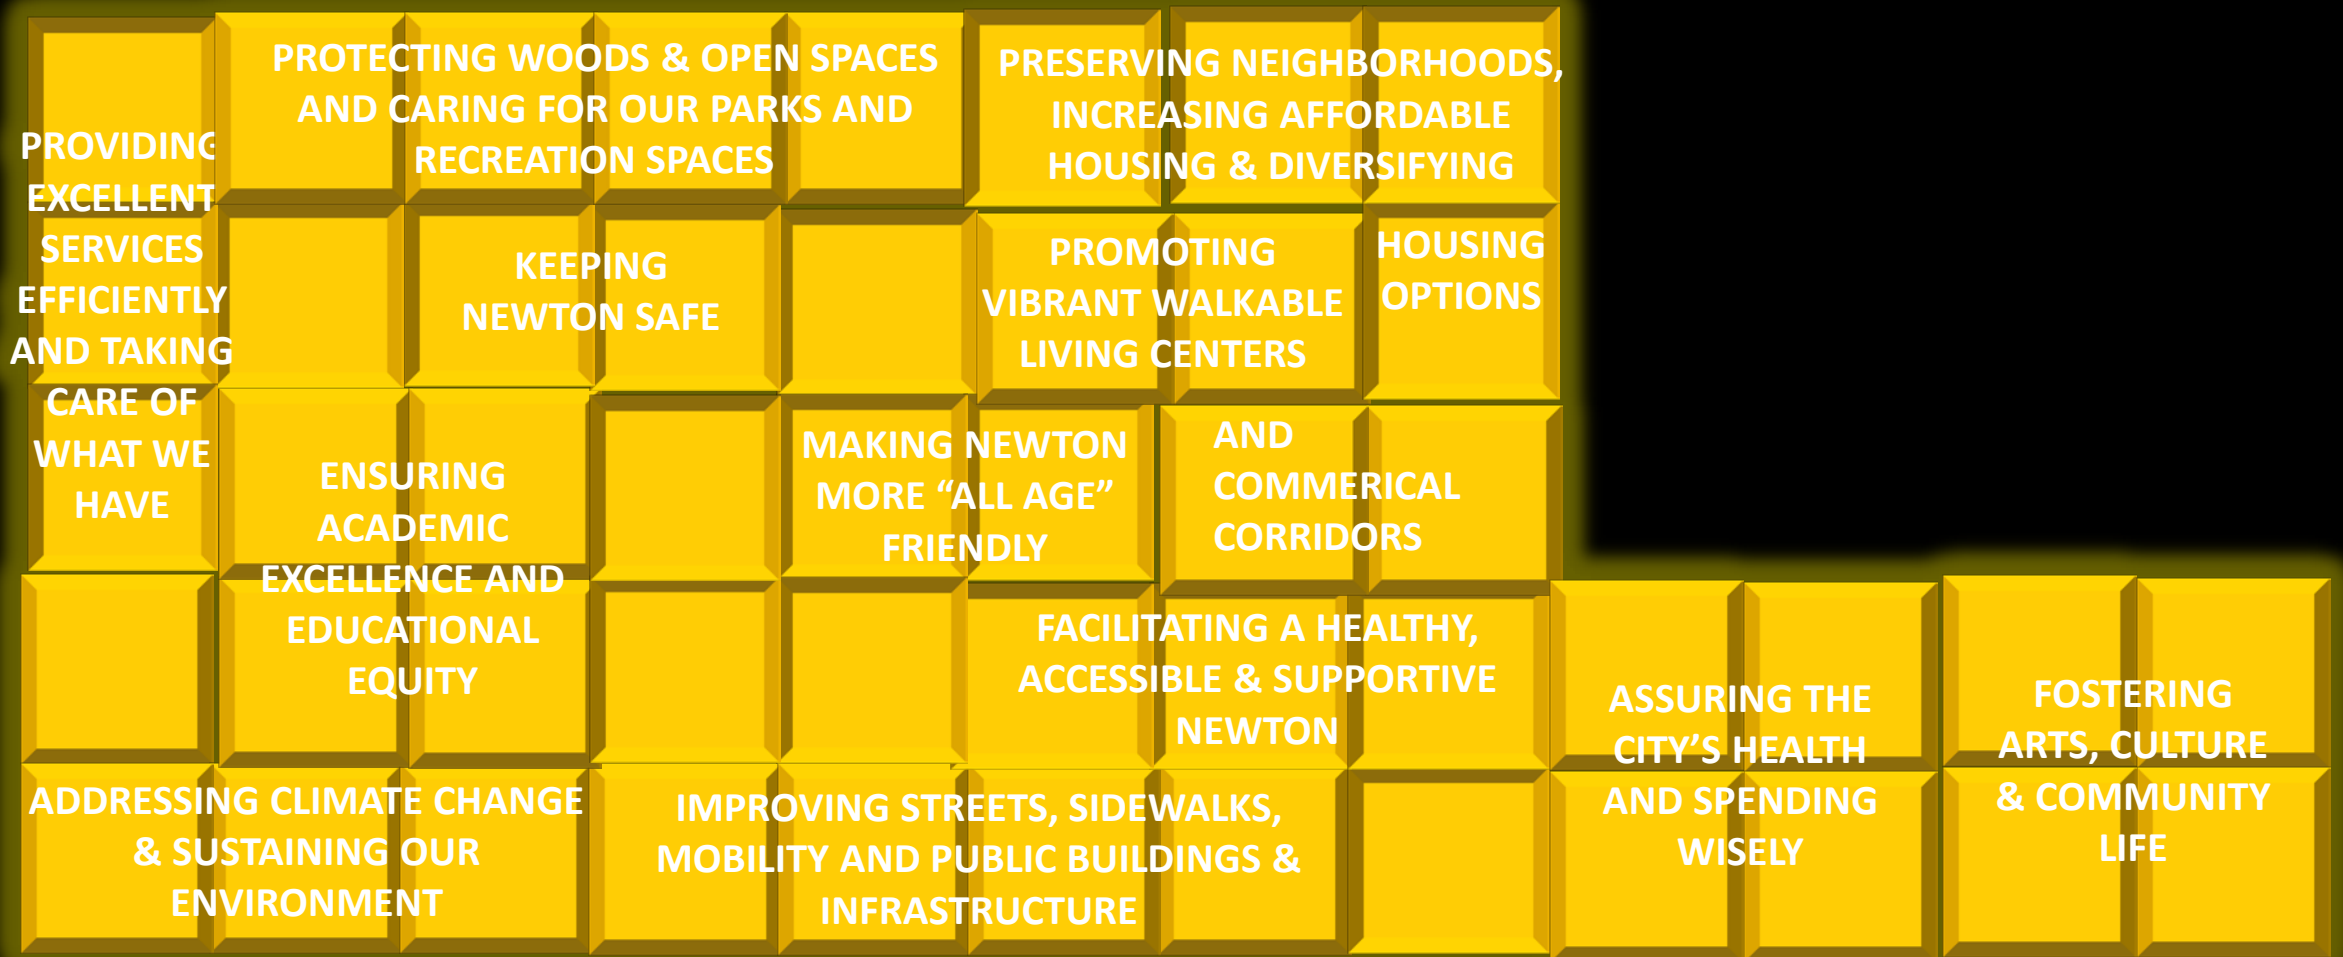 PROVIDING
EXCELLENT
SERVICES
EFFICIENTLY
AND TAKING
CARE OF
WHAT WE
HAVE
PROTECTING WOODS & OPEN SPACES
AND CARING FOR OUR PARKS AND
RECREATION SPACES
PRESERVING NEIGHBORHOODS,
INCREASING AFFORDABLE
HOUSING & DIVERSIFYING
HOUSING
OPTIONS
KEEPING
NEWTON SAFE
PROMOTING
VIBRANT WALKABLE
LIVING CENTERS
AND
COMMERICAL
CORRIDORS
ENSURING
ACADEMIC
EXCELLENCE AND
EDUCATIONAL
EQUITY
MAKING NEWTON
MORE “ALL AGE”
FRIENDLY
FACILITATING A HEALTHY,
ACCESSIBLE & SUPPORTIVE
NEWTON
ASSURING THE
CITY’S HEALTH
AND SPENDING
WISELY
FOSTERING
ARTS, CULTURE
& COMMUNITY
LIFE
ADDRESSING CLIMATE CHANGE
& SUSTAINING OUR
ENVIRONMENT
IMPROVING STREETS, SIDEWALKS,
MOBILITY AND PUBLIC BUILDINGS &
INFRASTRUCTURE